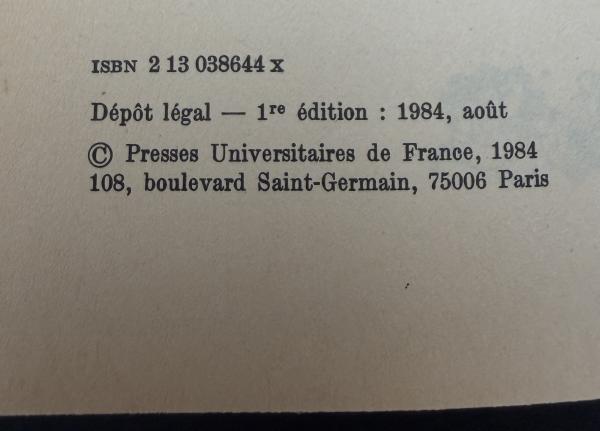 ISBN 2 13 038644 x
Dépôt légal — 1re édition : 1984, août
© Presses Universitaires de France, 1984
108, boulevard Saint-Germain, 75006 Paris